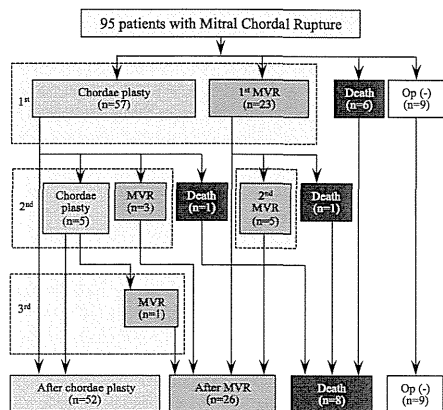 95 patients with Mitral Chordal Rupture
1st
Chordae plasty
(n=57)
1st MVR
(n=23)
Death
(n=6)
Op (-)
(n=9)
2nd
Chordae
plasty
(n=5)
MVR
(n=3)
Death
(n=1)
2nd
MVR
(n=5)
Death
(n=1)
3rd
MVR
(n=1)
After chordae plasty
(n=52)
After MVR
(n=26)
Death
(n=8)
Op (-)
(n=9)